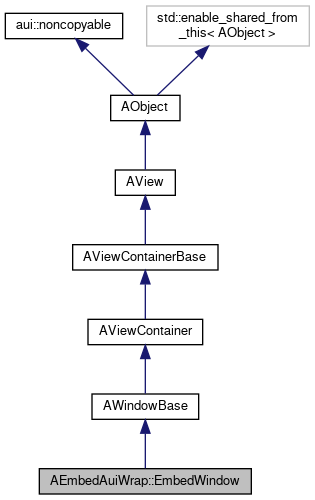 aui::noncopyable
std::enable_shared_from
_this< AObject >
AObject
AView
AViewContainerBase
AViewContainer
AWindowBase
AEmbedAuiWrap::EmbedWindow